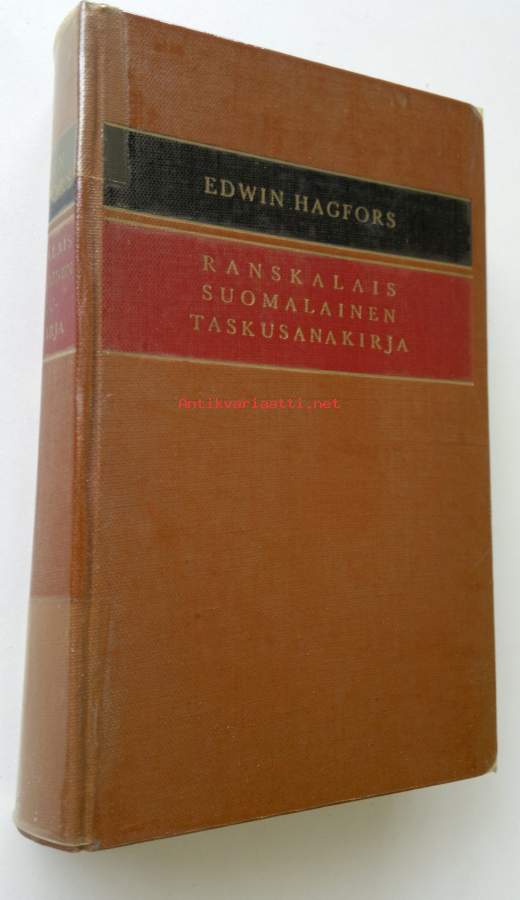 EDWIN HAGFORS
RANSKALAIS
SUOMALAINEN
TASKUSANAKIRJA
Antikvariaatti.net